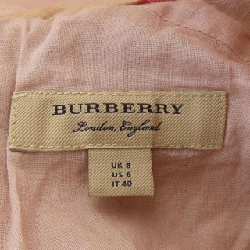 BURBERRY
London, England
UK 8
US 6
IT 40